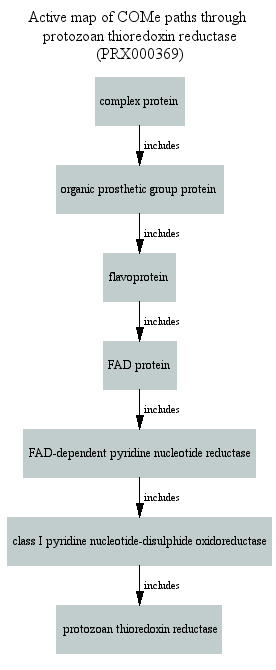 Active map of COMe paths through
protozoan thioredoxin reductase
(PRX000369)
complex protein
includes
organic prosthetic group protein
includes
flavoprotein
includes
FAD protein
includes
FAD-dependent pyridine nucleotide reductase
includes
class I pyridine nucleotide-disulphide oxidoreductase
includes
protozoan thioredoxin reductase